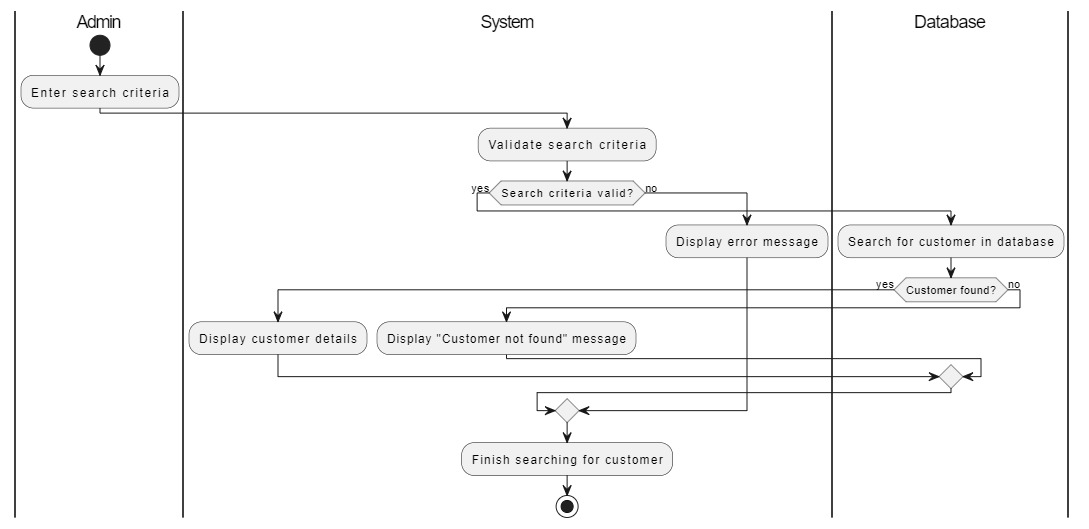 Admin
System
Database
Enter search criteria
Validate search criteria
yes
Search criteria valid?
no
Display error message
Search for customer in database
yes
Customer found?
no
Display customer details
Display "Customer not found" message
Finish searching for customer